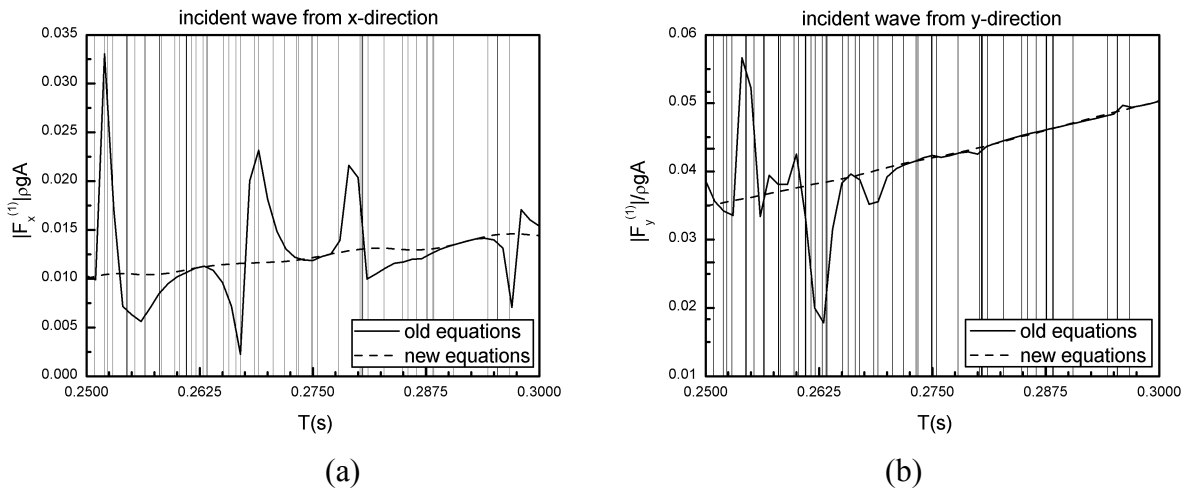 incident wave from x-direction
|F_x^(1)|ρgA
0.035
0.030
0.025
0.020
0.015
0.010
0.005
0.000
old equations
new equations
0.2500 0.2625 0.2750 0.2875 0.3000
T(s)
(a)
incident wave from y-direction
|F_y^(1)|/ρgA
0.06
0.05
0.04
0.03
0.02
0.01
old equations
new equations
0.2500 0.2625 0.2750 0.2875 0.3000
T(s)
(b)